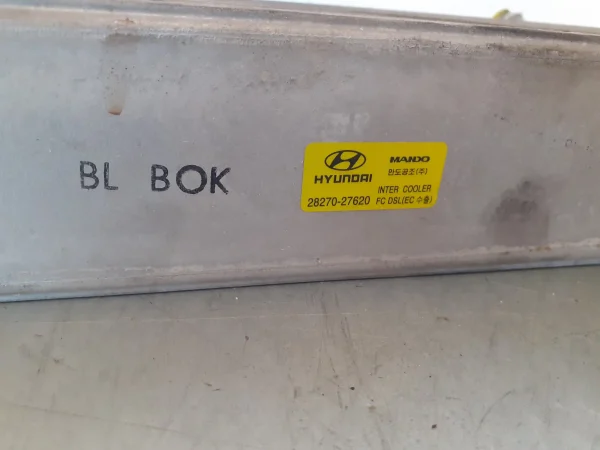 BL BOK
HYUNDAI
MANDO
만도공조(주)
INTER COOLER
28270-27620
FC DSL(EC 수출)